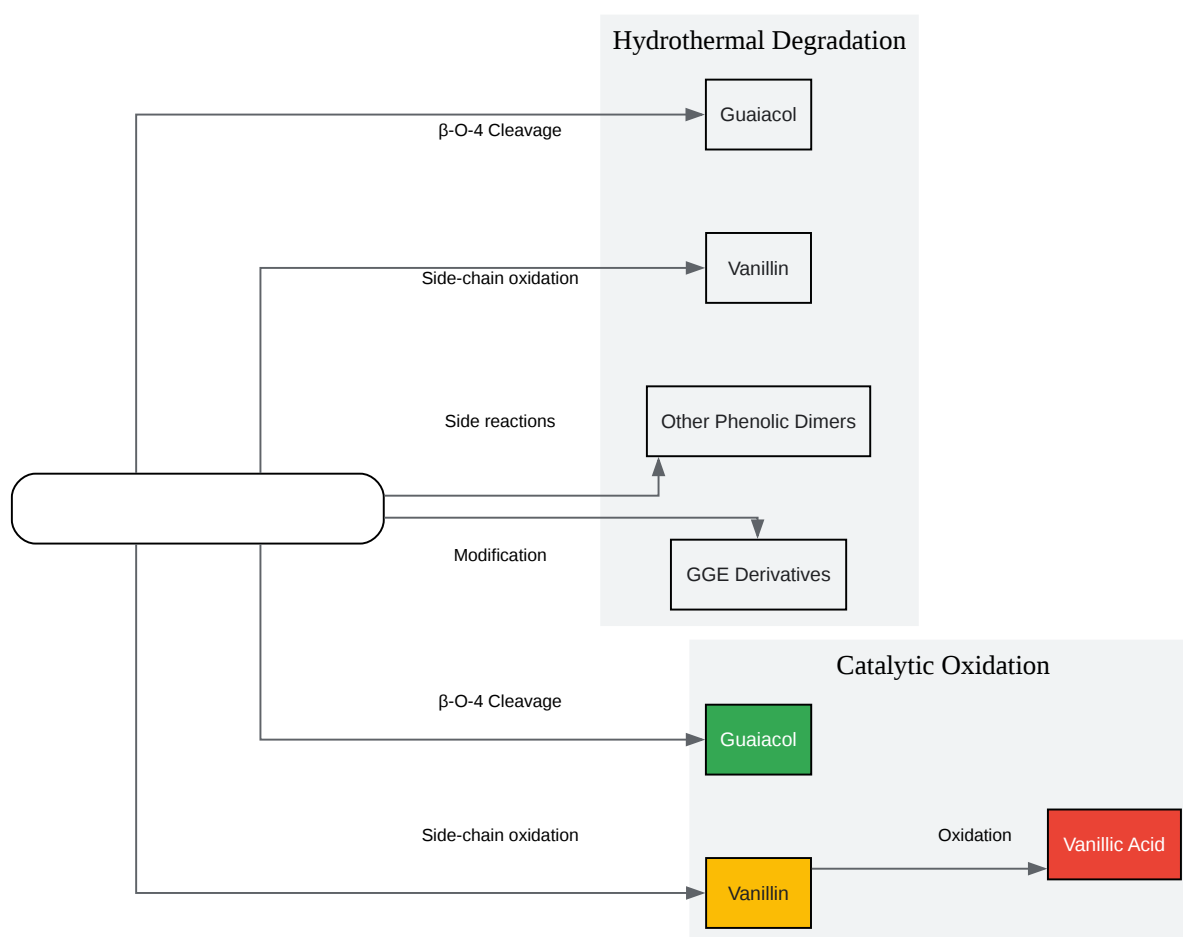 Hydrothermal Degradation
Guaiacol
β-O-4 Cleavage
Vanillin
Side-chain oxidation
Side reactions
Other Phenolic Dimers
Modification
GGE Derivatives
Catalytic Oxidation
β-O-4 Cleavage
Guaiacol
Side-chain oxidation
Oxidation
Vanillic Acid
Vanillin